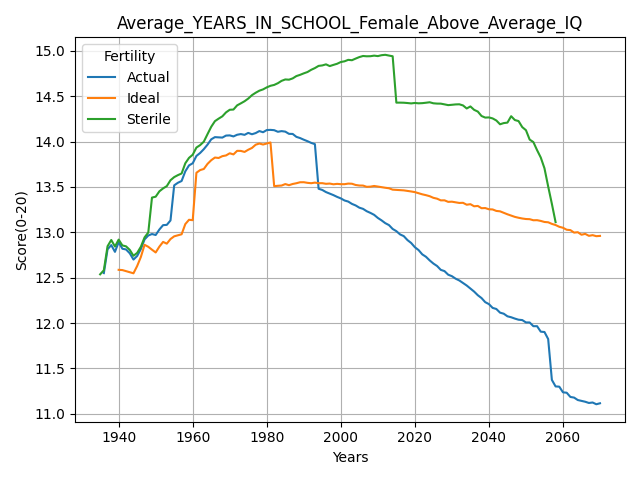 Average_YEARS_IN_SCHOOL_Female_Above_Average_IQ
Score(0-20)
15.0
14.5
14.0
13.5
13.0
12.5
12.0
11.5
11.0
Fertility
Actual
Ideal
Sterile
1940 1960 1980 2000 2020 2040 2060
Years